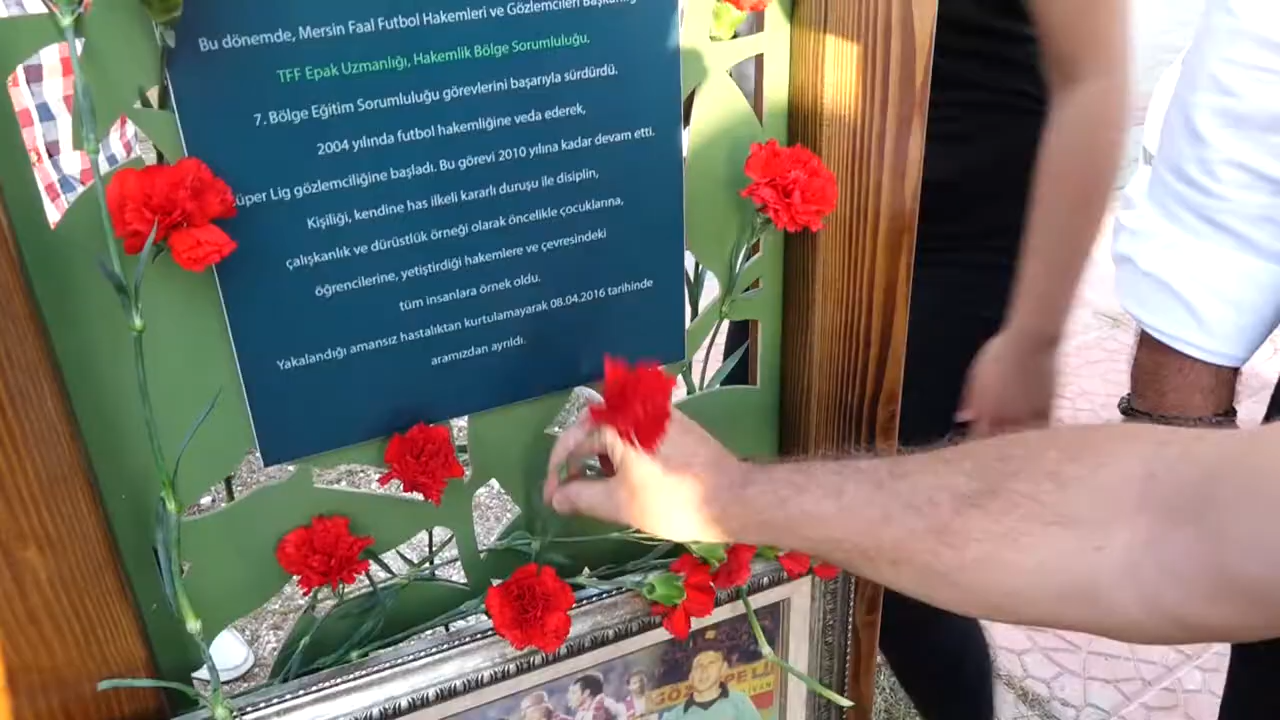 Bu dönemde, Mersin Faal Futbol Hakemleri ve Gözlemcileri
TFF Epak Uzmanlığı, Hakemlik Bölge Sorumluluğu,
7. Bölge Eğitim Sorumluluğu görevlerini başarıyla sürdürdü.
2004 yılında futbol hakemliğine veda ederek,
üper Lig gözlemciliğine başladı. Bu görevi 2010 yılına kadar devam etti.
Kişiliği, kendine has ilkeli kararlı duruşu ile disiplin,
çalışkanlık ve dürüstlük örneği olarak öncelikle çocuklarına,
öğrencilerine, yetiştirdiği hakemlere ve çevresindeki
tüm insanlara örnek oldu.
Yakalandığı amansız hastalıktan kurtulamayarak 08.04.2016 tarihinde
aramızdan ayrıldı.